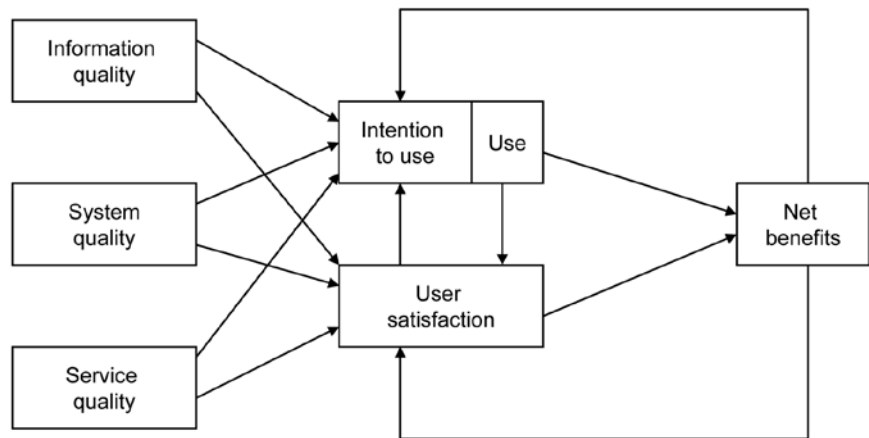 Information
quality
Intention
to use
Use
System
quality
Net
benefits
User
satisfaction
Service
quality